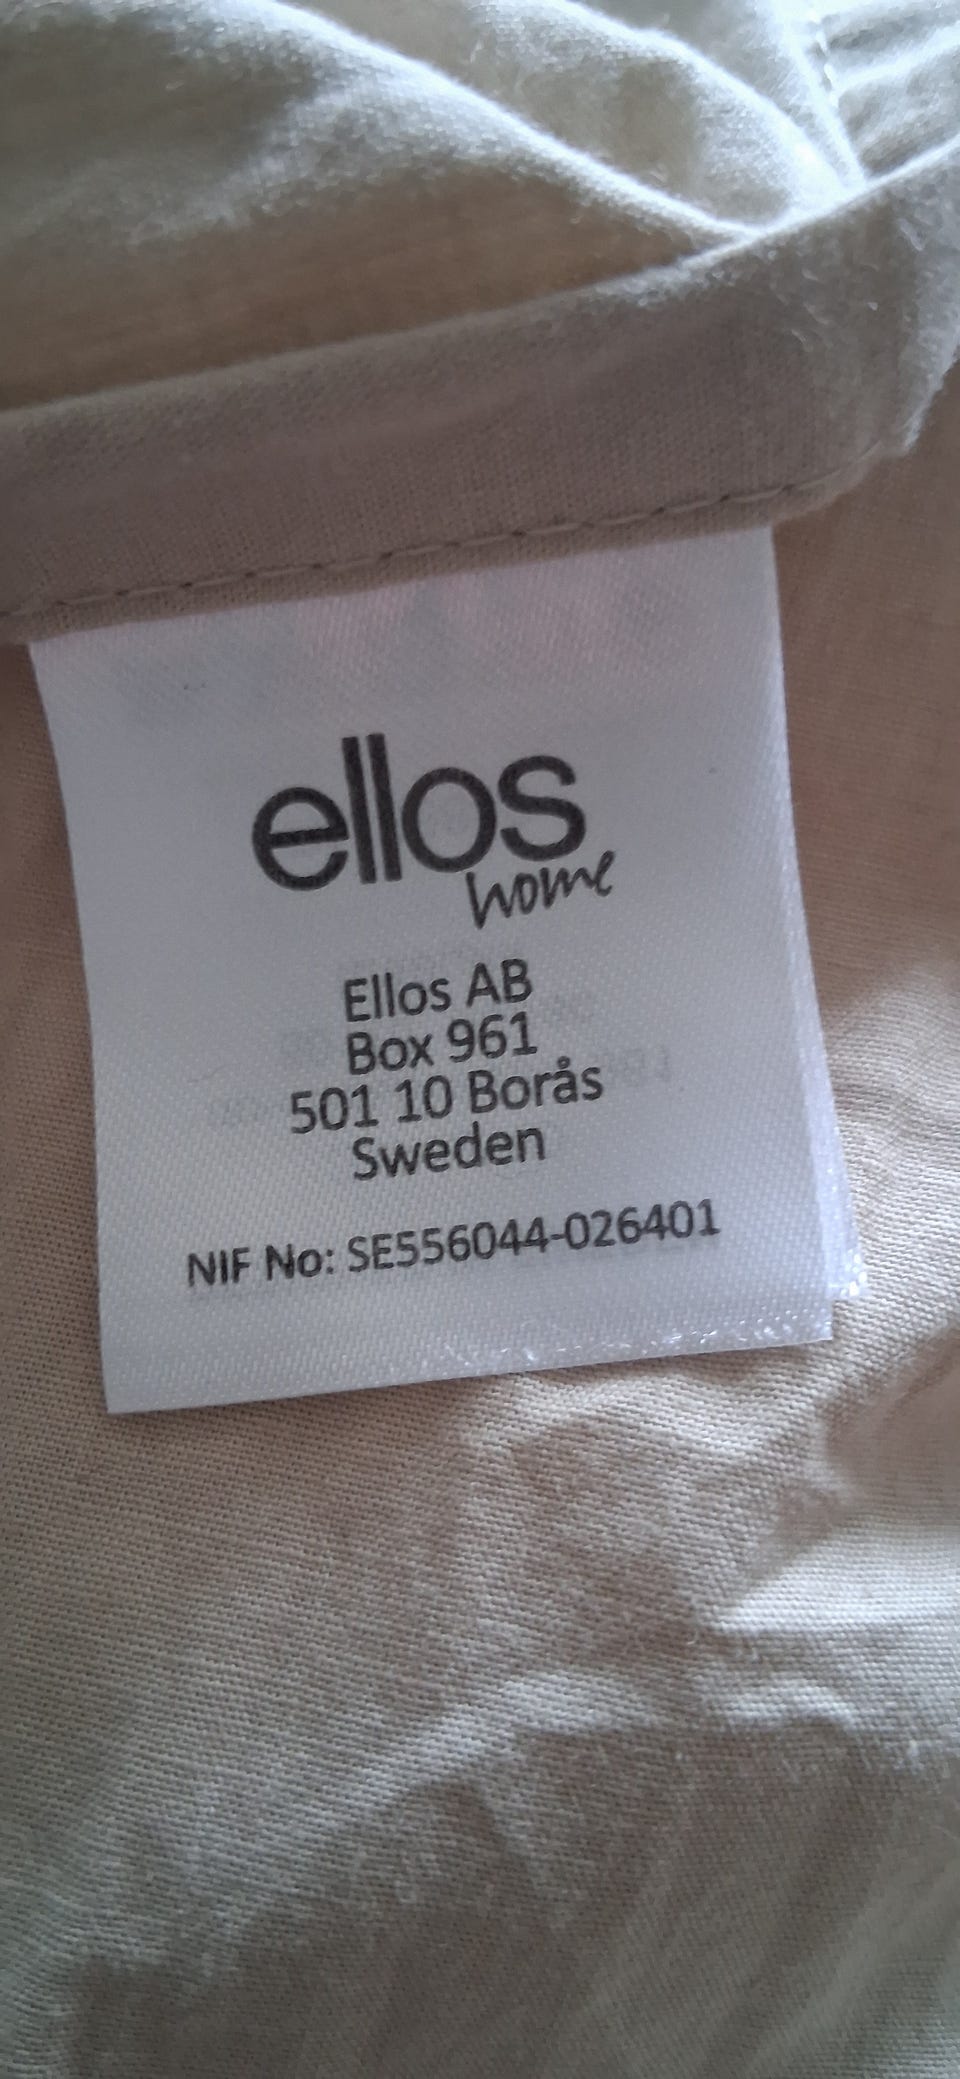 ellos
home
Ellos AB
Box 961
501 10 Borås
Sweden
NIF No: SE556044-026401